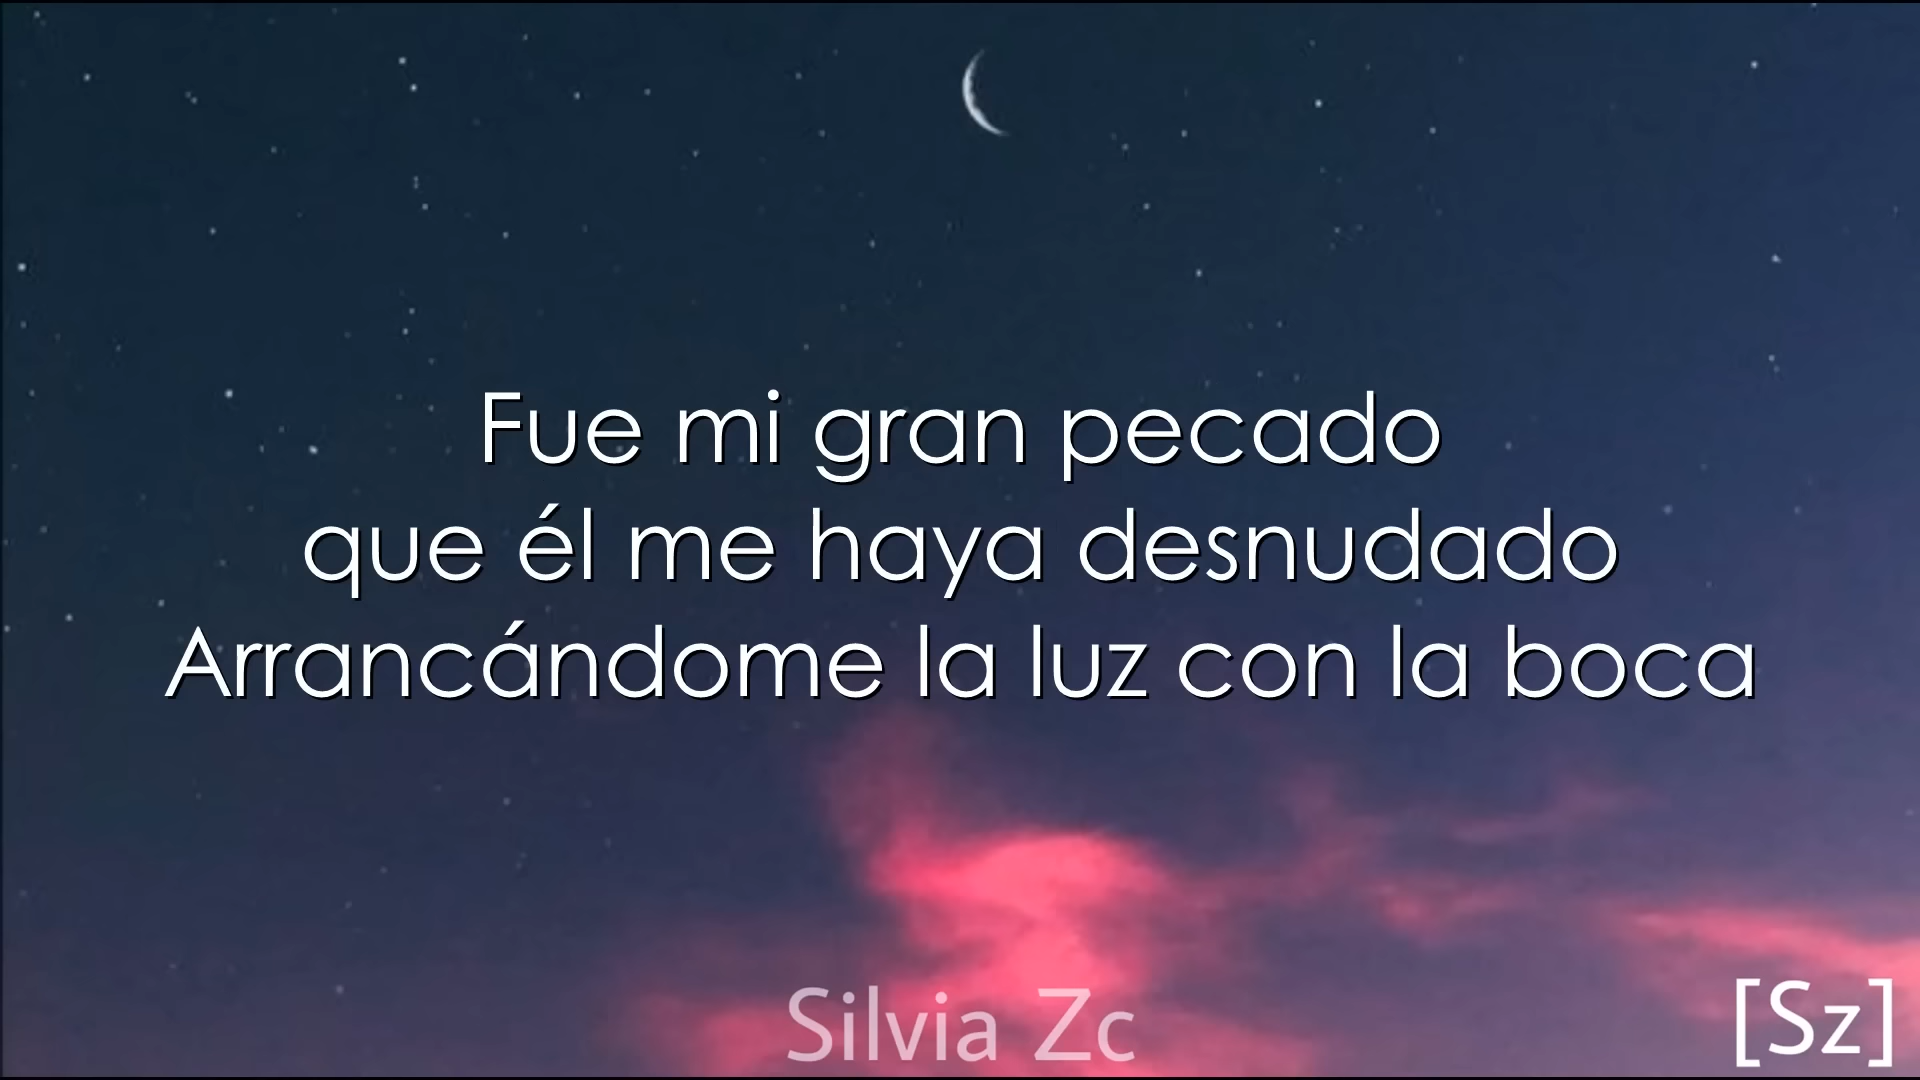 Fue mi gran pecado
que él me haya desnudado
Arrancándome la luz con la boca
Silvia Zc
[Sz]